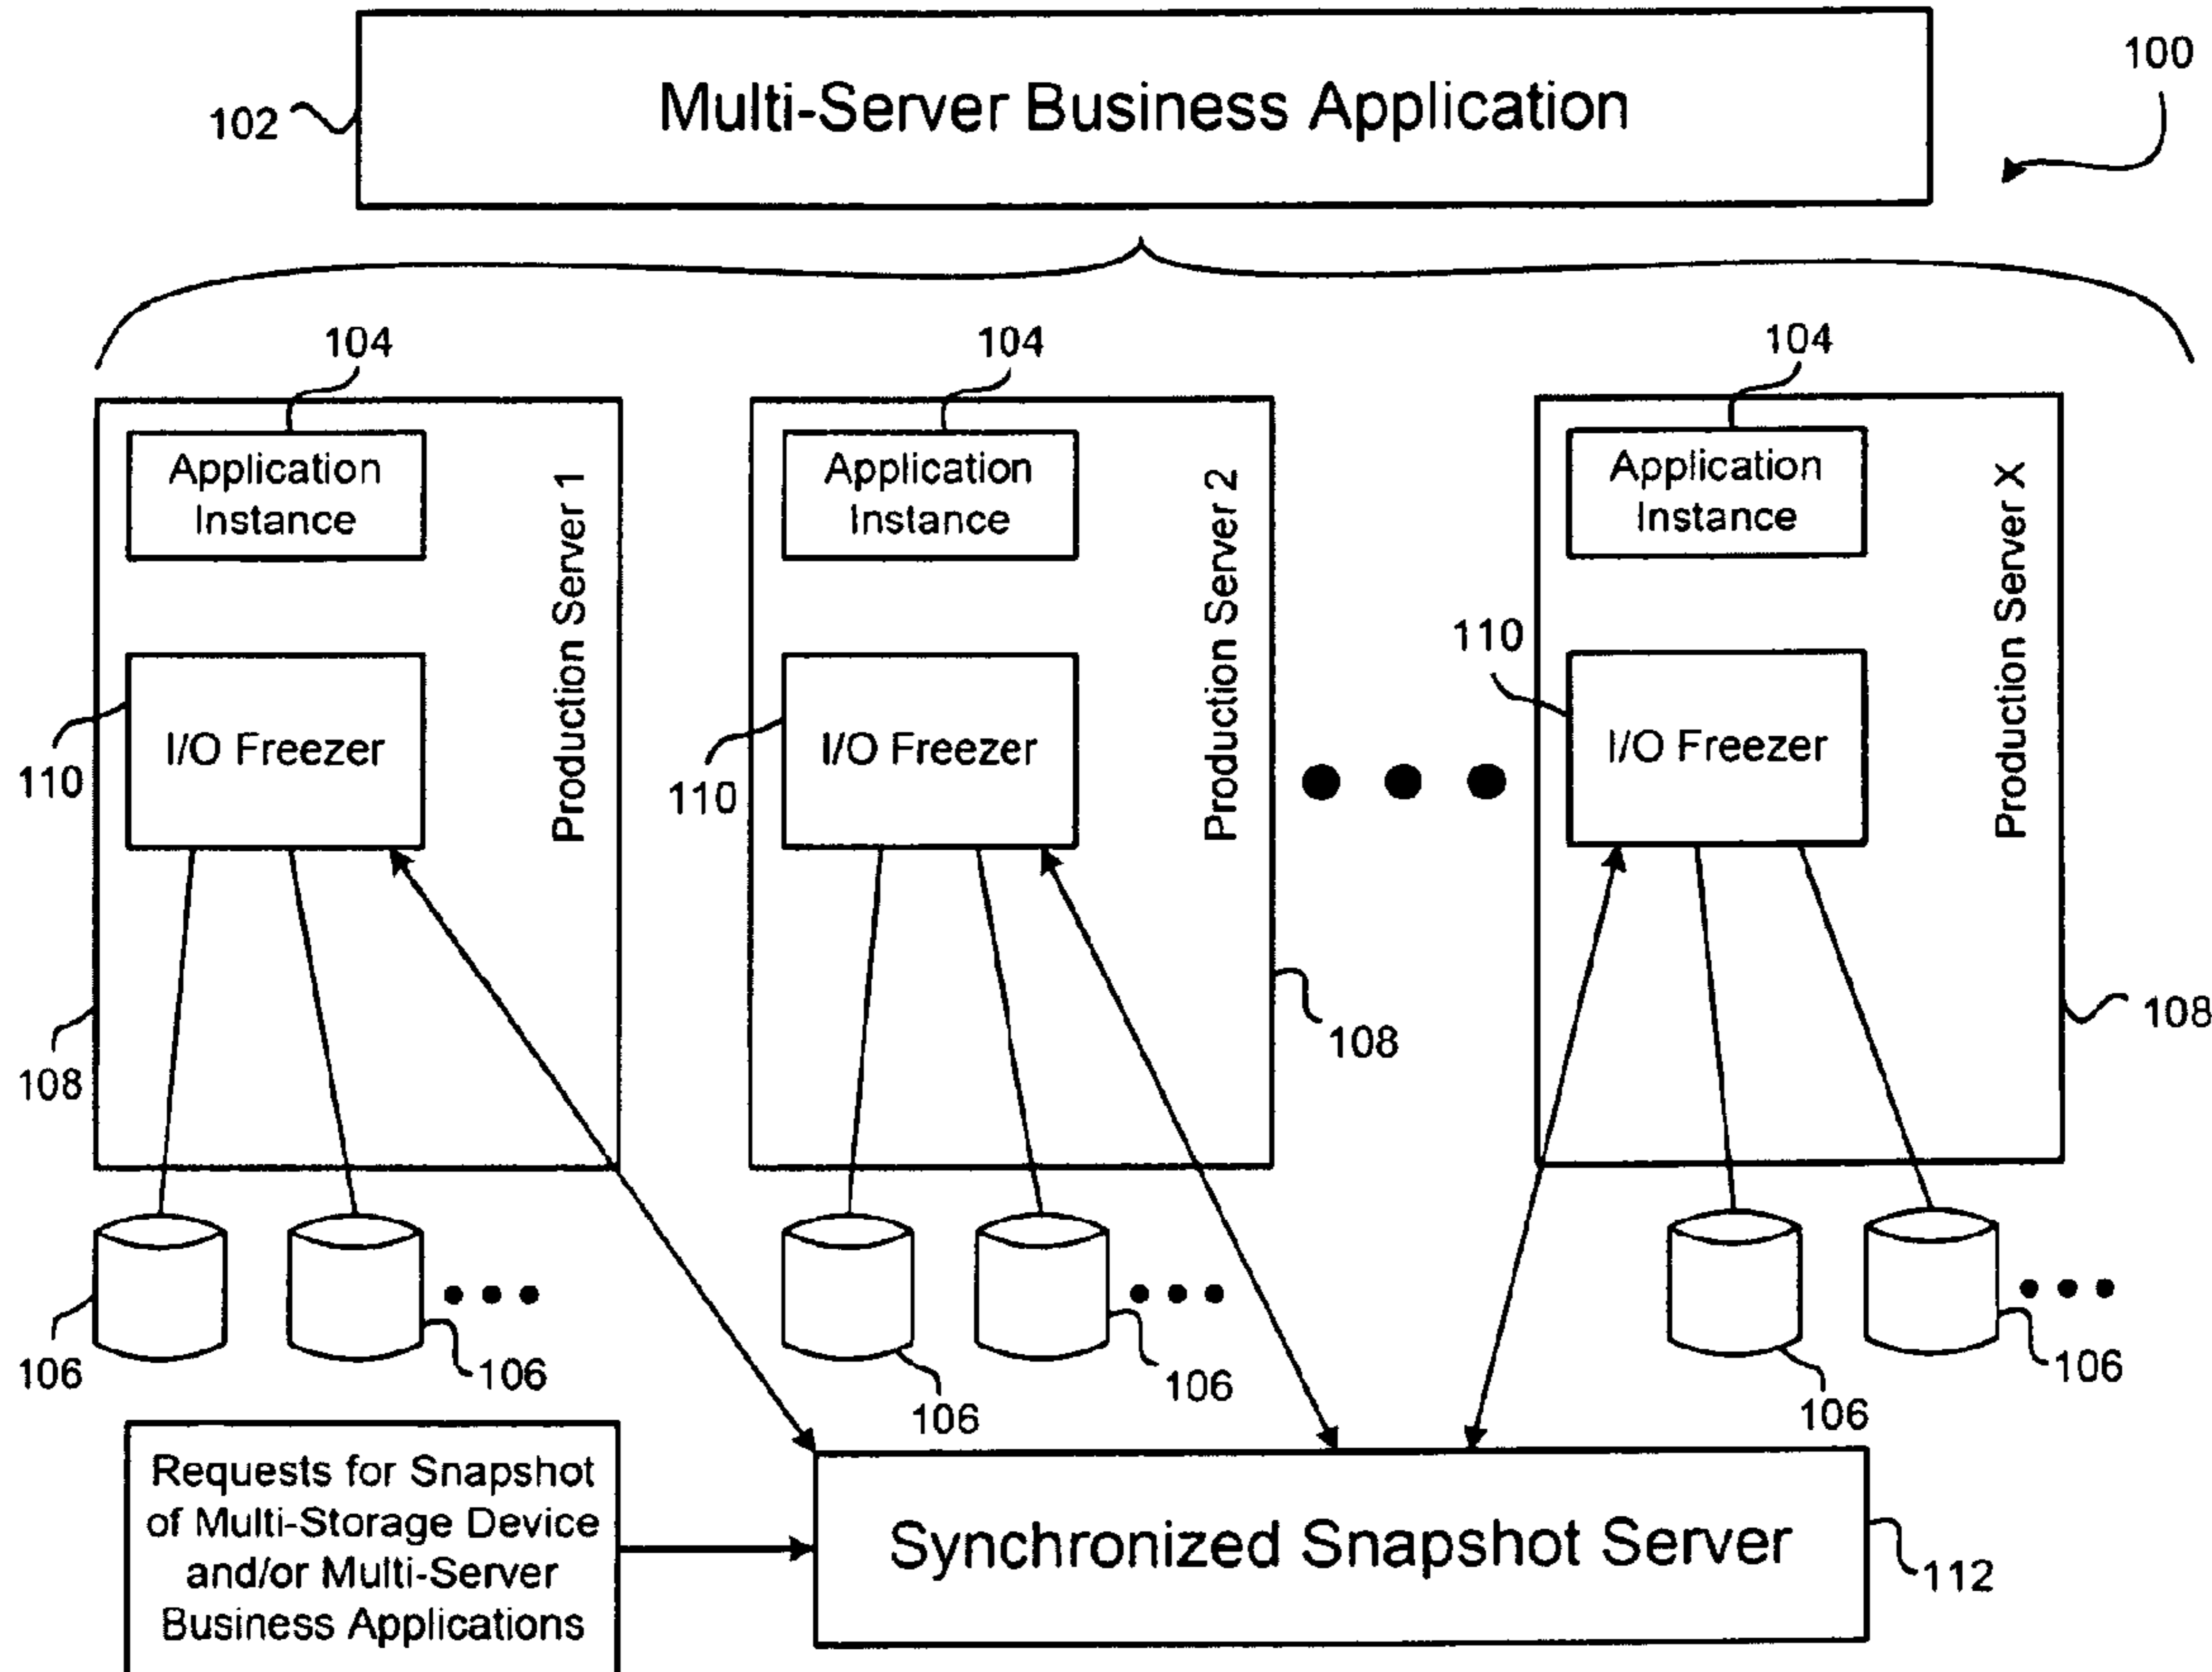 Multi-Server Business Application
100
102
104
104
104
Application
Instance
Production Server 1
Application
Instance
Production Server 2
Application
Instance
Production Server X
I/O Freezer
110
I/O Freezer
110
I/O Freezer
110
108
108
108
106
106
106
106
106
106
Requests for Snapshot
of Multi-Storage Device
and/or Multi-Server
Business Applications
Synchronized Snapshot Server
112